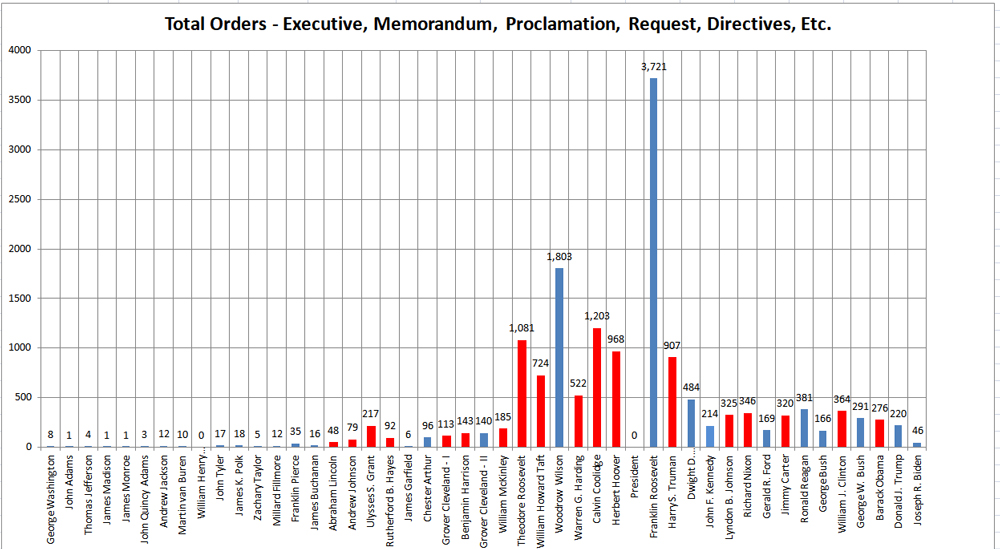 Total Orders - Executive, Memorandum, Proclamation, Request, Directives, Etc.
4000
3500
3000
2500
2000
1500
1000
500
0
8
1
4
1
1
3
12
10
0
17
18
5
12
35
16
48
79
217
92
6
96
113
143
140
185
1,081
724
1,803
522
1,203
968
0
3,721
907
484
214
325
346
169
320
381
166
364
291
276
220
46
George Washington
John Adams
Thomas Jefferson
James Madison
James Monroe
John Quincy Adams
Andrew Jackson
Martin van Buren
William Henry...
John Tyler
James K. Polk
Zachary Taylor
Millard Fillmore
Franklin Pierce
James Buchanan
Abraham Lincoln
Andrew Johnson
Ulysses S. Grant
Rutherford B. Hayes
James Garfield
Chester Arthur
Grover Cleveland - I
Benjamin Harrison
Grover Cleveland - II
William McKinley
Theodore Roosevelt
William Howard Taft
Woodrow Wilson
Warren G. Harding
Calvin Coolidge
Herbert Hoover
President
Franklin Roosevelt
Harry S. Truman
Dwight D...
John F. Kennedy
Lyndon B. Johnson
Richard Nixon
Gerald R. Ford
Jimmy Carter
Ronald Reagan
George Bush
William J. Clinton
George W. Bush
Barack Obama
Donald J. Trump
Joseph R. Biden